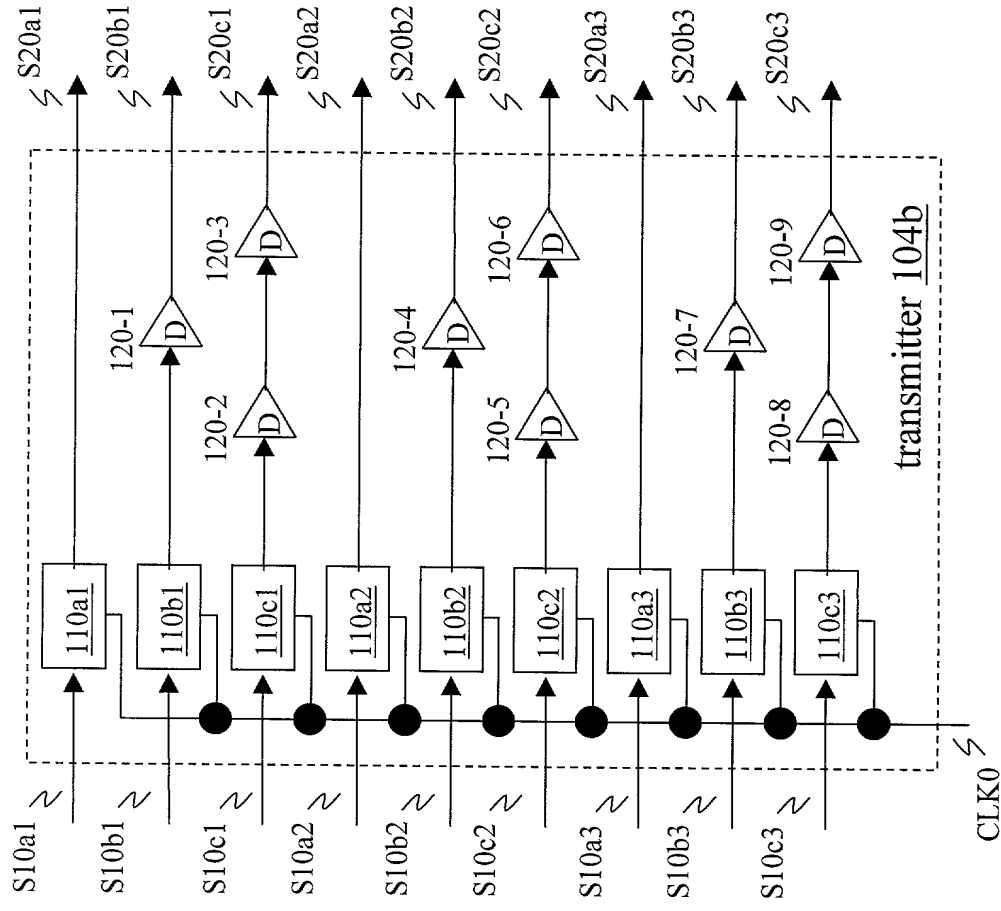 S10a1
S10b1
S10c1
S10a2
S10b2
S10c2
S10a3
S10b3
S10c3
CLK0
110a1
110b1
110c1
110a2
110b2
110c2
110a3
110b3
110c3
120-1
120-2
120-3
120-4
120-5
120-6
120-7
120-8
120-9
D
D
D
D
D
D
D
D
D
S20a1
S20b1
S20c1
S20a2
S20b2
S20c2
S20a3
S20b3
S20c3
transmitter 104b